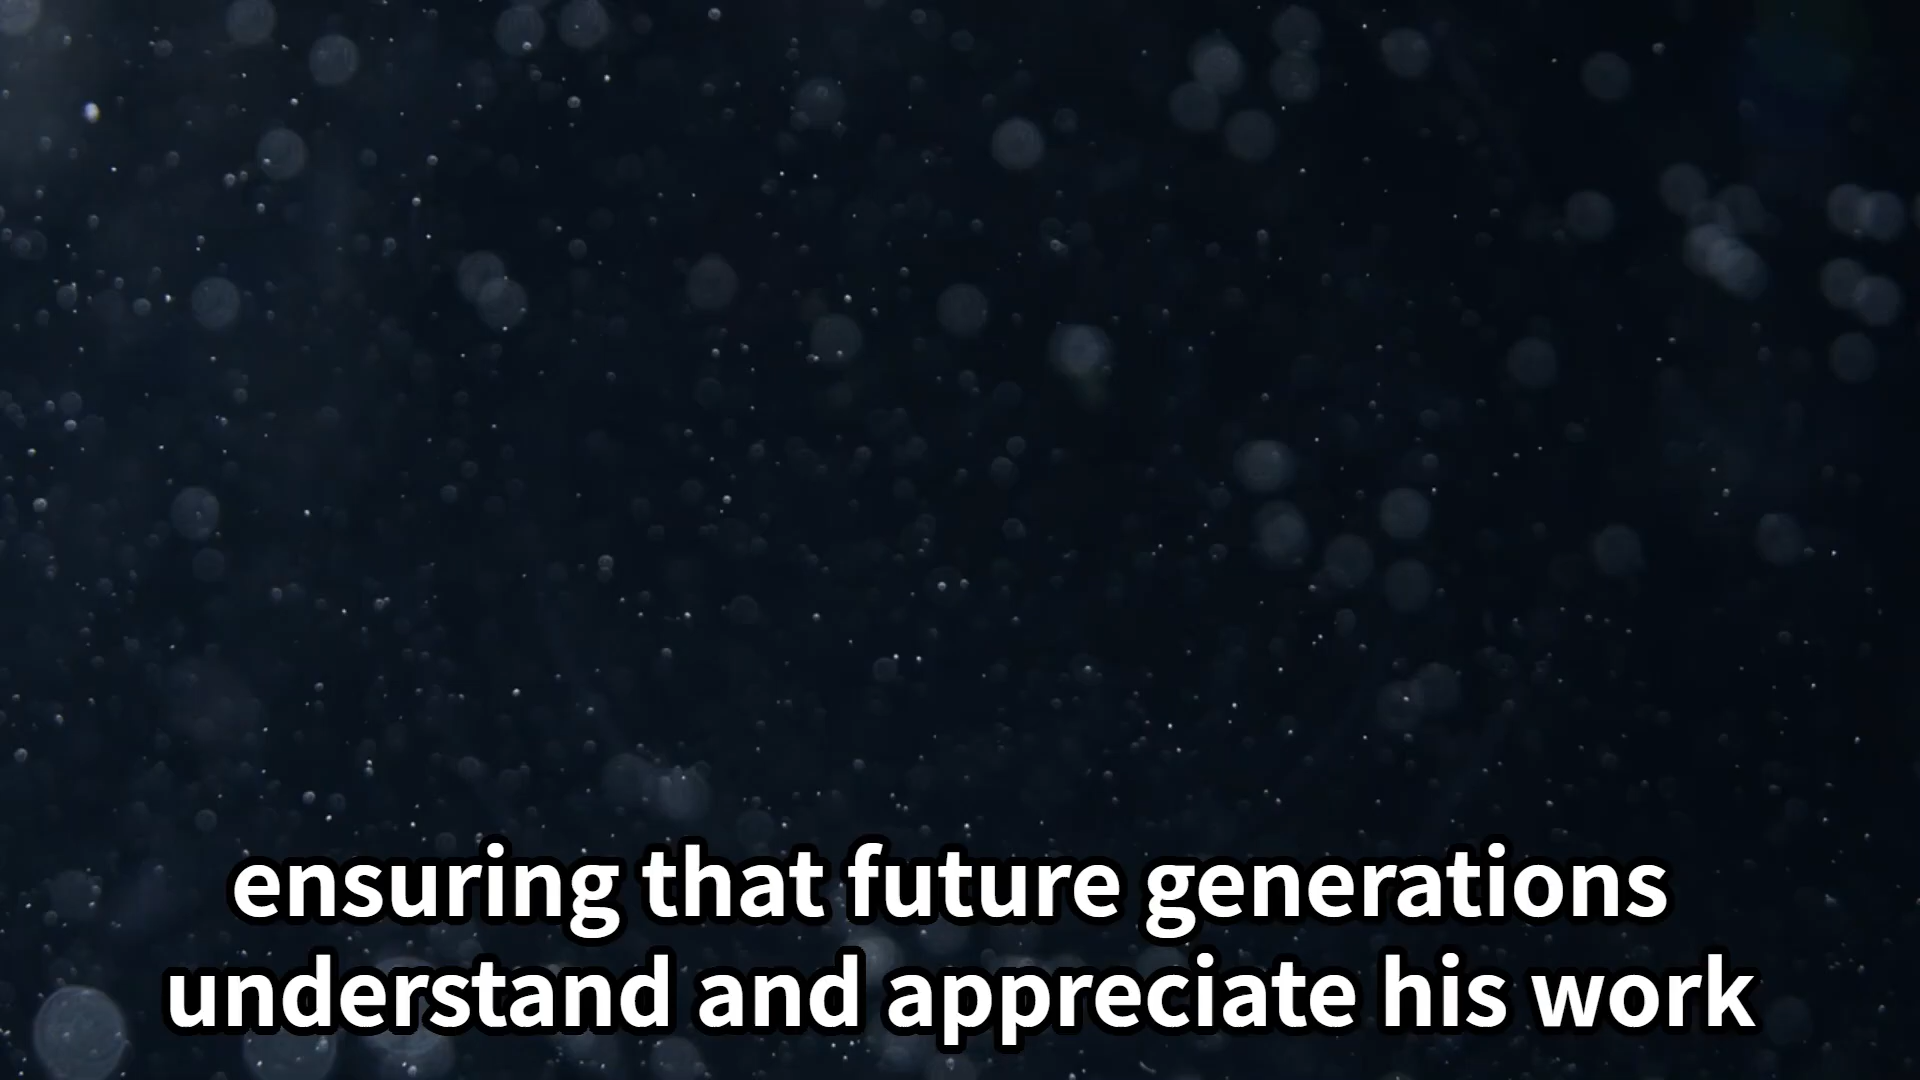 ensuring that future generations
understand and appreciate his work